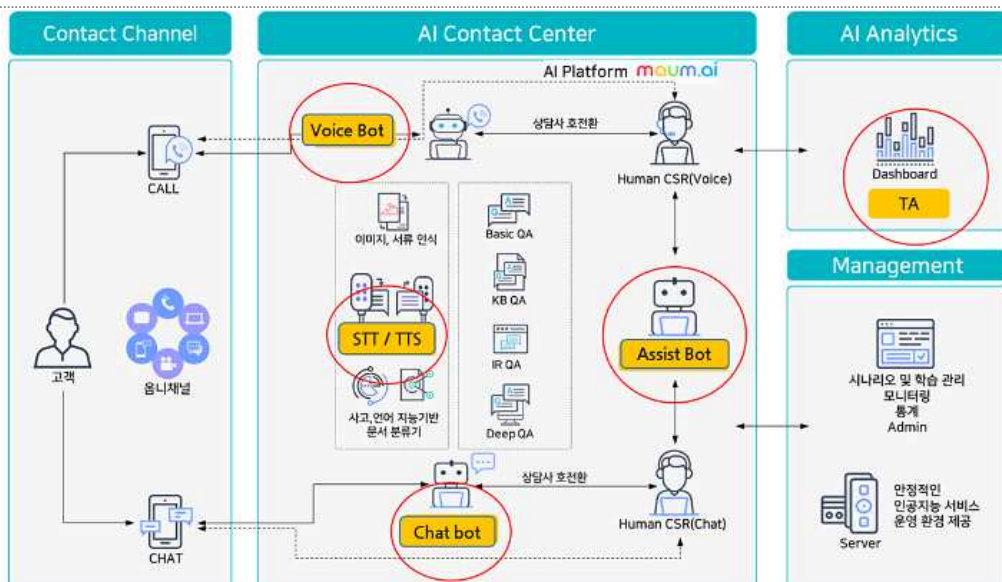 Contact Channel
AI Contact Center
AI Analytics
AI Platform maum.ai
Voice Bot
상담사 호전환
CALL
Human CSR(Voice)
Dashboard
TA
이미지, 서류 인식
Basic QA
KB QA
STT / TTS
IR QA
사고,언어 지능기반
문서 분류기
Deep QA
Assist Bot
고객
옴니채널
Management
시나리오 및 학습 관리
모니터링
통계
Admin
상담사 호전환
Chat bot
Human CSR(Chat)
CHAT
안정적인
인공지능 서비스
운영 환경 제공
Server